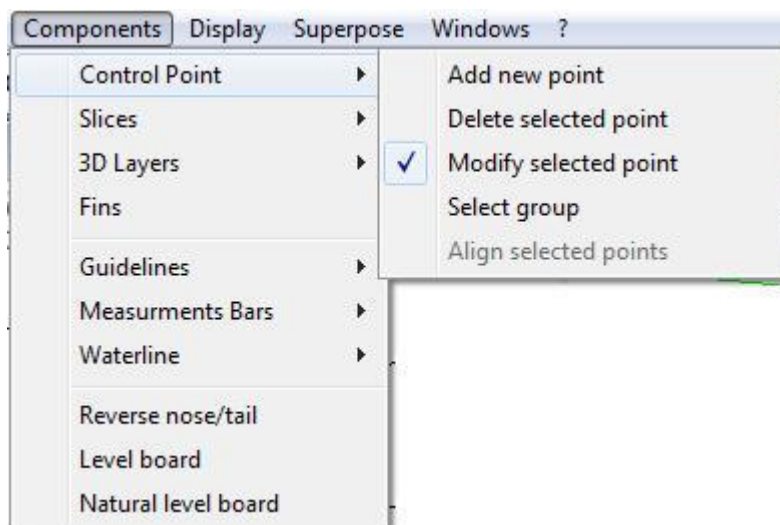 Components Display Superpose Windows ?
Control Point
Slices
3D Layers
Fins
Guidelines
Measurments Bars
Waterline
Reverse nose/tail
Level board
Natural level board
Add new point
Delete selected point
Modify selected point
Select group
Align selected points